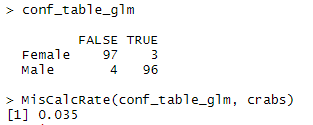 > conf_table_glm
FALSE TRUE
Female 97 3
Male 4 96
> MisCalcRate(conf_table_glm, crabs)
[1] 0.035